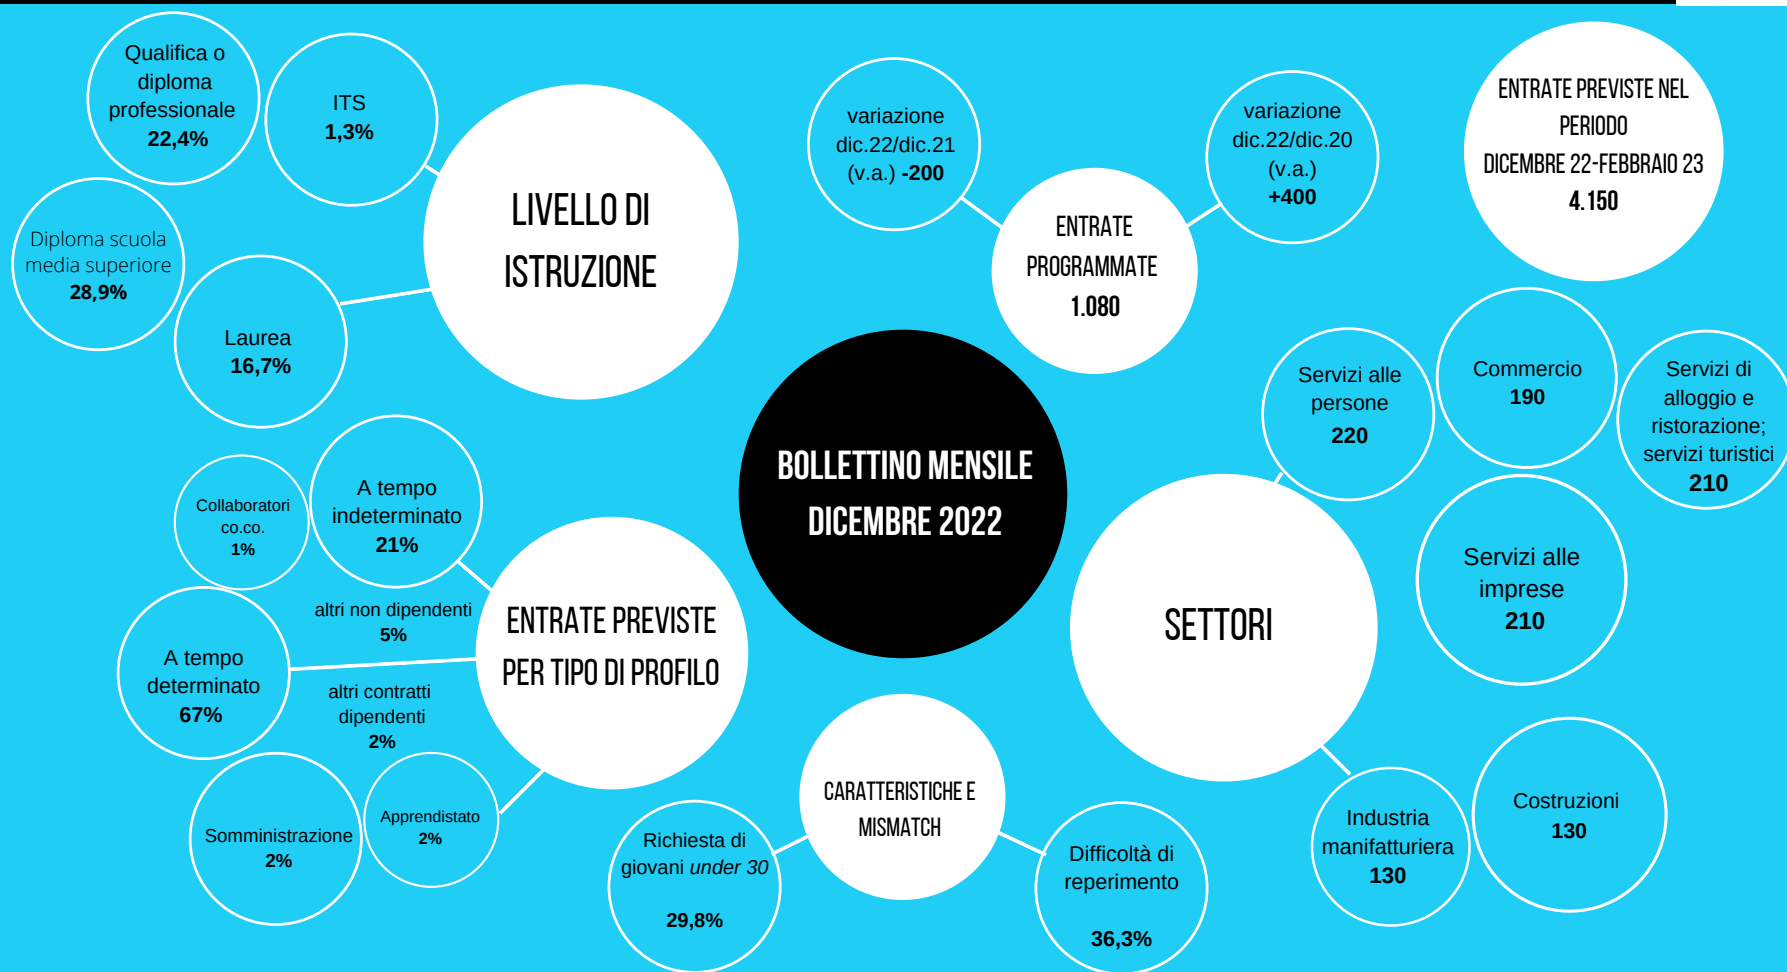 Qualifica o
diploma
professionale
22,4%
ITS
1,3%
Diploma scuola
media superiore
28,9%
Laurea
16,7%
LIVELLO DI
ISTRUZIONE
variazione
dic.22/dic.21
(v.a.) -200
variazione
dic.22/dic.20
(v.a.)
+400
ENTRATE
PROGRAMMATE
1.080
ENTRATE PREVISTE NEL
PERIODO
DICEMBRE 22-FEBBRAIO 23
4.150
BOLLETTINO MENSILE
DICEMBRE 2022
Servizi alle
persone
220
Commercio
190
Servizi di
alloggio e
ristorazione;
servizi turistici
210
Servizi alle
imprese
210
SETTORI
Industria
manifatturiera
130
Costruzioni
130
Collaboratori
co.co.
1%
A tempo
indeterminato
21%
altri non dipendenti
5%
A tempo
determinato
67%
altri contratti
dipendenti
2%
Somministrazione
2%
Apprendistato
2%
ENTRATE PREVISTE
PER TIPO DI PROFILO
CARATTERISTICHE E
MISMATCH
Richiesta di
giovani under 30
29,8%
Difficoltà di
reperimento
36,3%